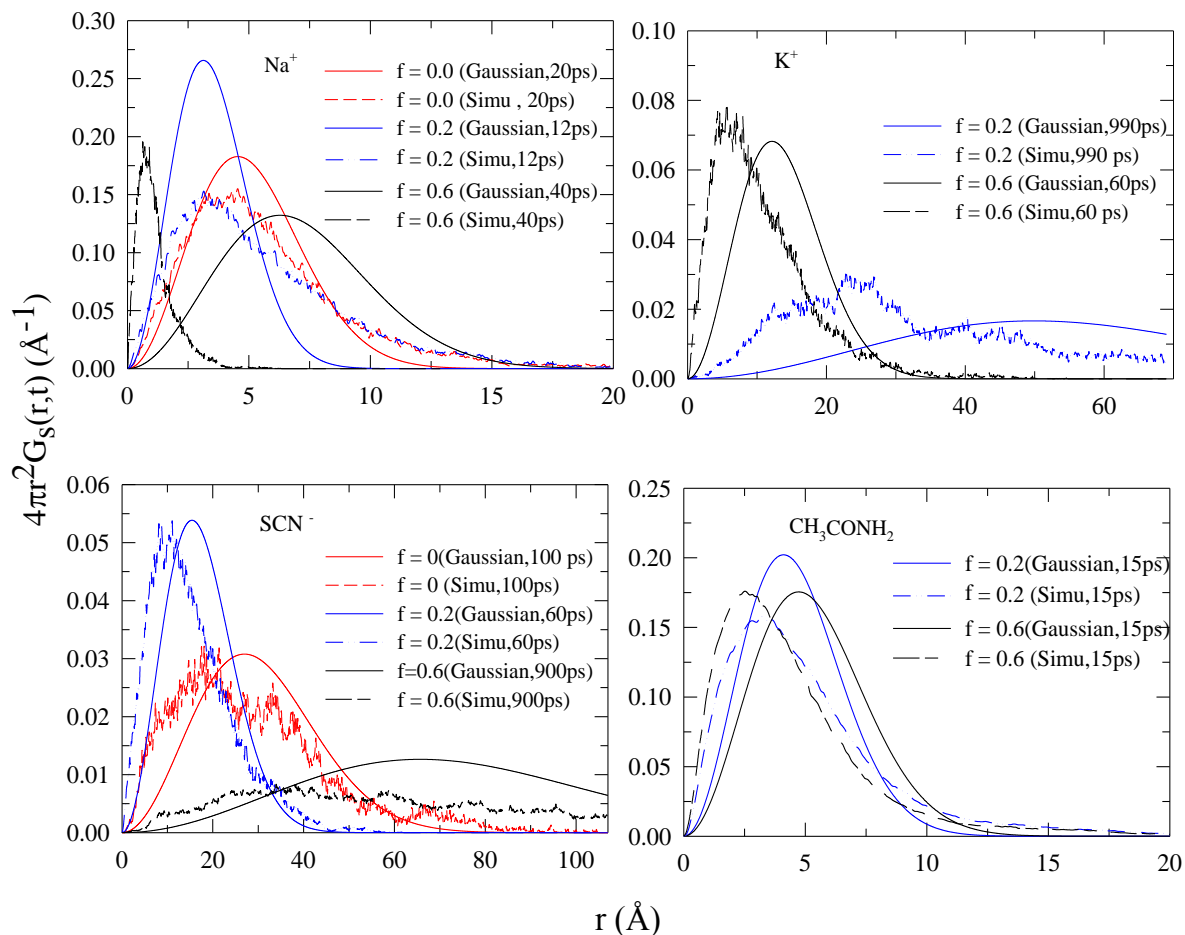 4πr²G_S(r,t) (Å⁻¹)
0.30
0.25
0.20
0.15
0.10
0.05
0.00
0
5
10
15
20
Na⁺
f = 0.0 (Gaussian,20ps)
f = 0.0 (Simu , 20ps)
f = 0.2 (Gaussian,12ps)
f = 0.2 (Simu,12ps)
f = 0.6 (Gaussian,40ps)
f = 0.6 (Simu,40ps)
0.10
0.08
0.06
0.04
0.02
0.00
0
20
40
60
K⁺
f = 0.2 (Gaussian,990ps)
f = 0.2 (Simu,990 ps)
f = 0.6 (Gaussian,60ps)
f = 0.6 (Simu,60 ps)
0.06
0.05
0.04
0.03
0.02
0.01
0.00
0
20
40
60
80
100
SCN ⁻
f = 0(Gaussian,100 ps)
f = 0 (Simu,100ps)
f = 0.2(Gaussian,60ps)
f = 0.2(Simu,60ps)
f=0.6(Gaussian,900ps)
f = 0.6(Simu,900ps)
0.25
0.20
0.15
0.10
0.05
0.00
0
5
10
15
20
CH₃CONH₂
f = 0.2(Gaussian,15ps)
f = 0.2 (Simu,15ps)
f = 0.6(Gaussian,15ps)
f = 0.6 (Simu,15ps)
r (Å)